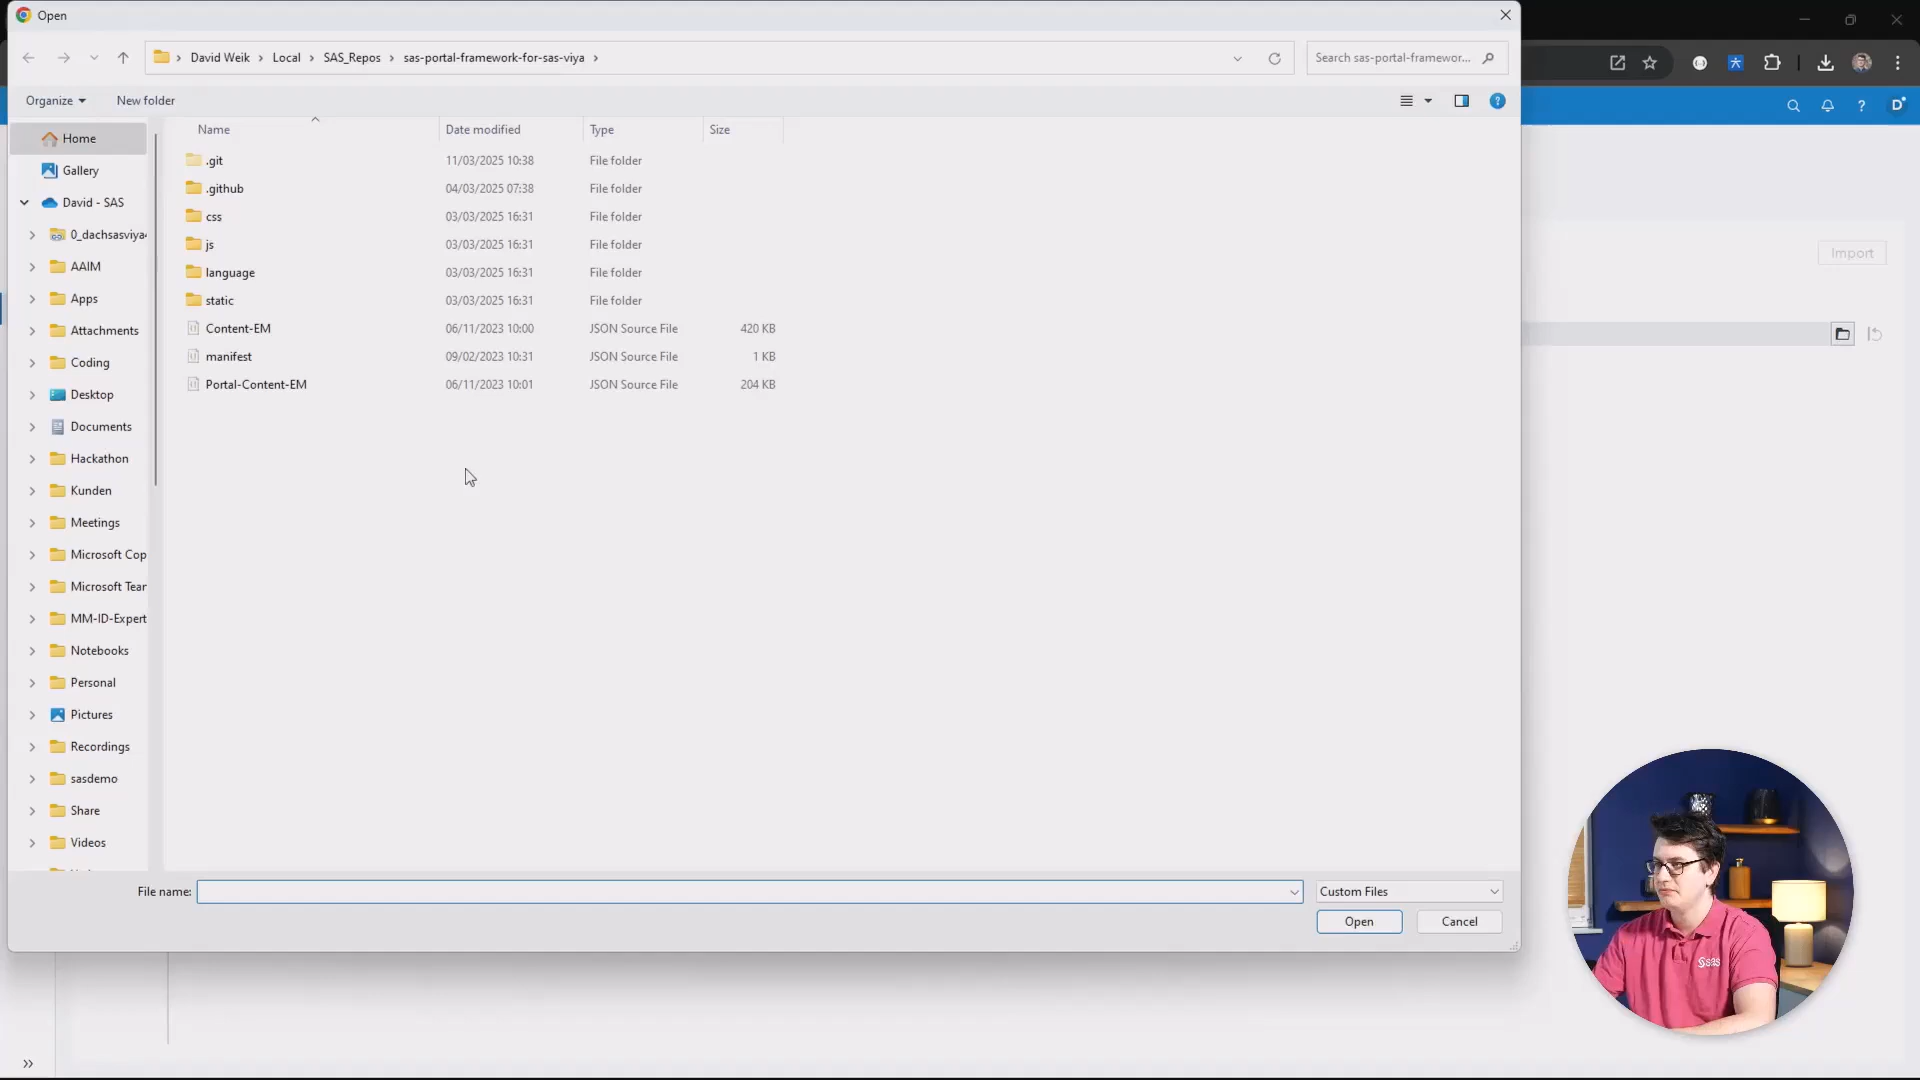 Open
David Weik
Local
SAS_Repos
sas-portal-framework-for-sas-viya
Search sas-portal-framewor...
Organize
New folder
Name
Date modified
Type
Size
Home
Gallery
David - SAS
0_dachsasviya4
AAIM
Apps
Attachments
Coding
Desktop
Documents
Hackathon
Kunden
Meetings
Microsoft Cop
Microsoft Tear
MM-ID-Expert
Notebooks
Personal
Pictures
Recordings
sasdemo
Share
Videos
.git 11/03/2025 10:38 File folder
.github 04/03/2025 07:38 File folder
css 03/03/2025 16:31 File folder
js 03/03/2025 16:31 File folder
language 03/03/2025 16:31 File folder
static 03/03/2025 16:31 File folder
Content-EM 06/11/2023 10:00 JSON Source File 420 KB
manifest 09/02/2023 10:31 JSON Source File 1 KB
Portal-Content-EM 06/11/2023 10:01 JSON Source File 204 KB
File name:
Custom Files
Open
Cancel
D
Import
sas